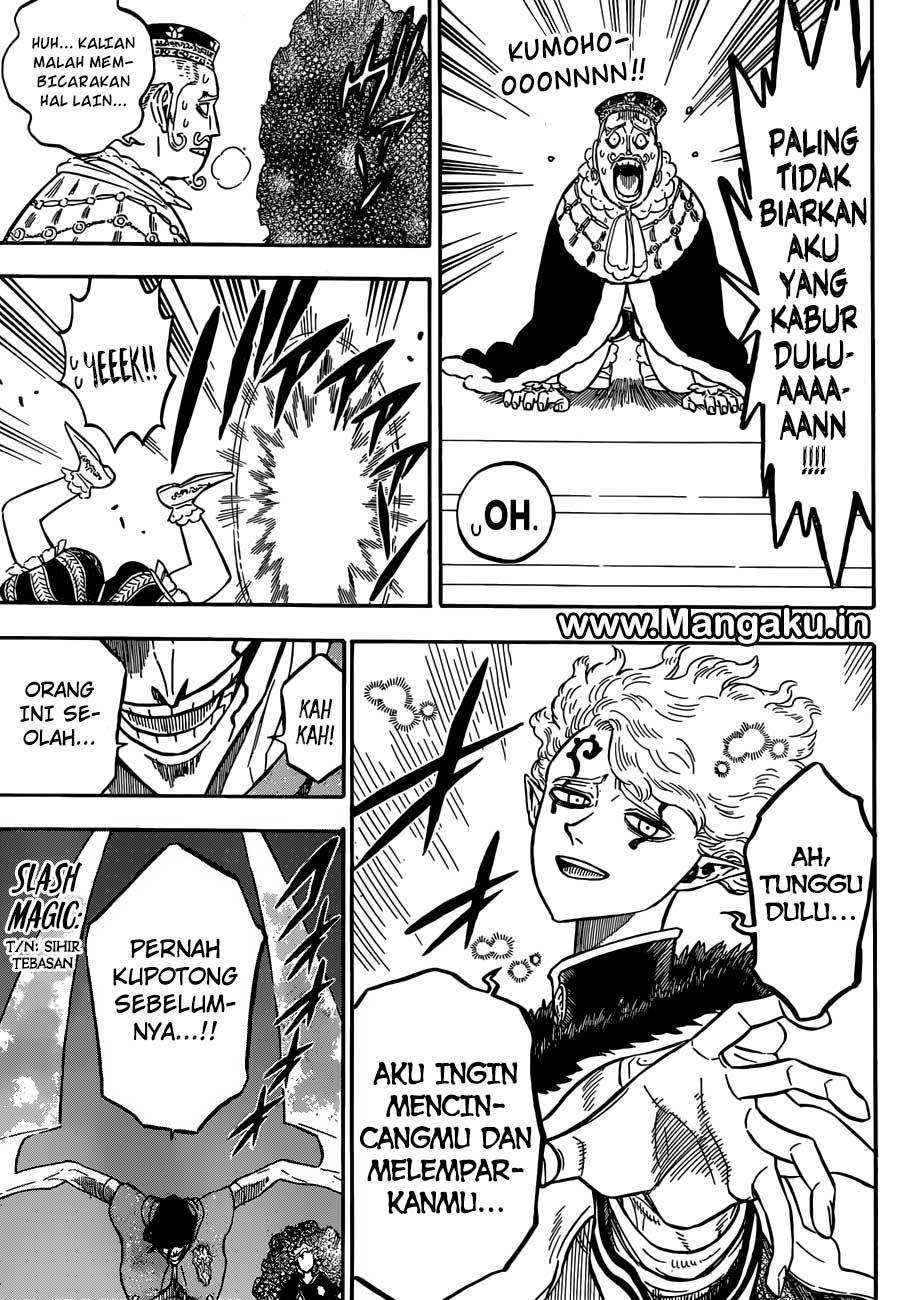 KUMOHO-
OOONNNN!!
PALING
TIDAK
BIARKAN
AKU
YANG
KABUR
DULU-
AAAA-
AANN
!!!!
OH.
HUH... KALIAN
MALAH MEM-
BICARAKAN
HAL LAIN...
YEEEK!!
www.Mangaku.in
AH,
TUNGGU
DULU...
AKU INGIN
MENCIN-
CANGMU DAN
MELEMPAR-
KANMU...
KAH
KAH!
ORANG
INI SE-
OLAH...
PERNAH
KUPOTONG
SEBELUM-
NYA...!!
SLASH
MAGIC:
T/N: SIHIR
TEBASAN